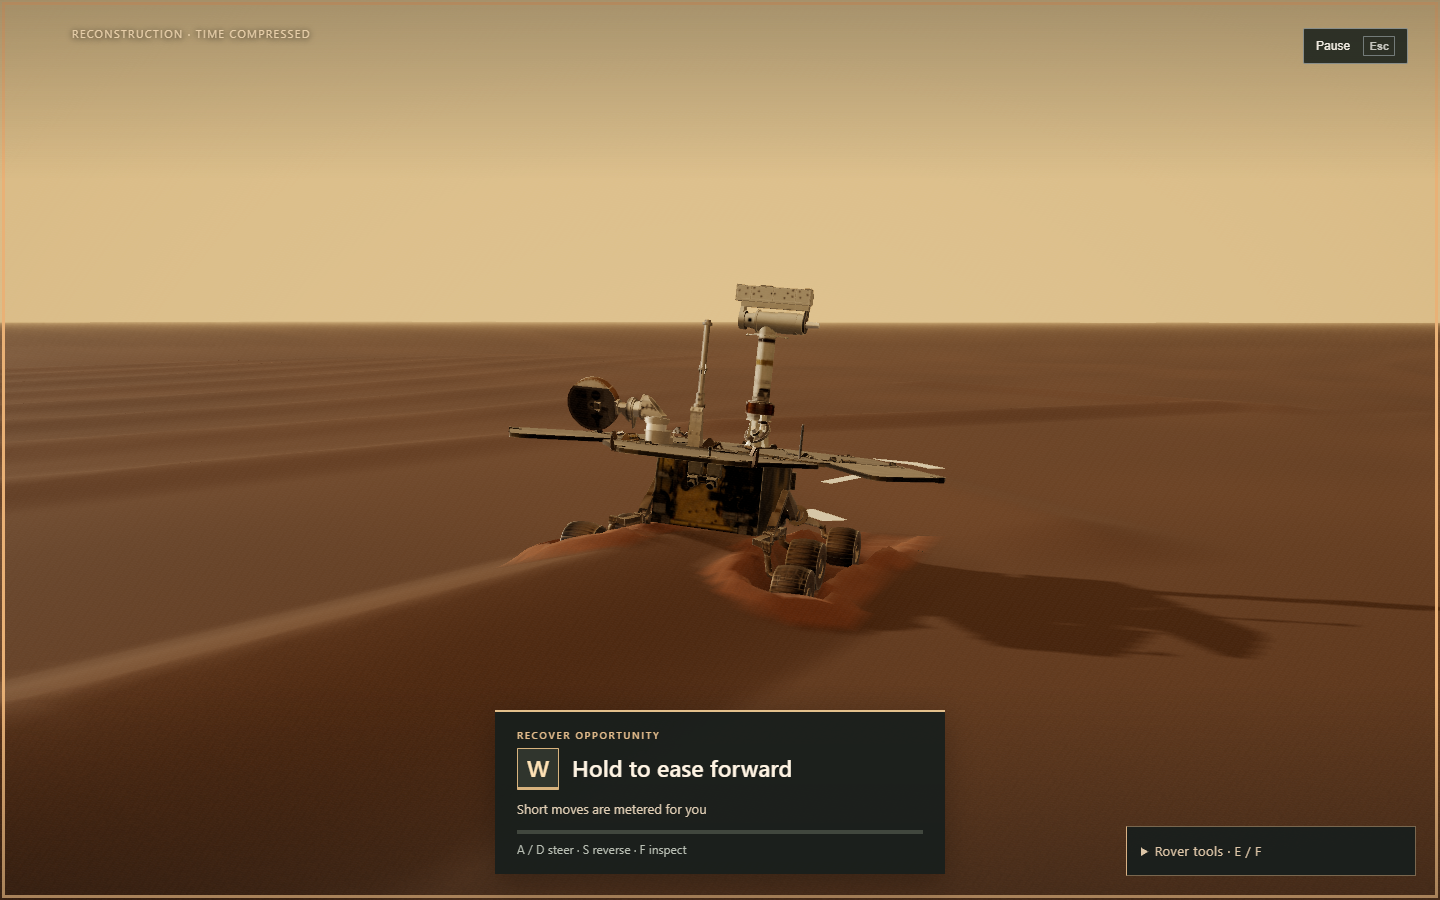 RECONSTRUCTION · TIME COMPRESSED
Pause Esc
RECOVER OPPORTUNITY
W Hold to ease forward
Short moves are metered for you
A / D steer · S reverse · F inspect
▶ Rover tools · E / F